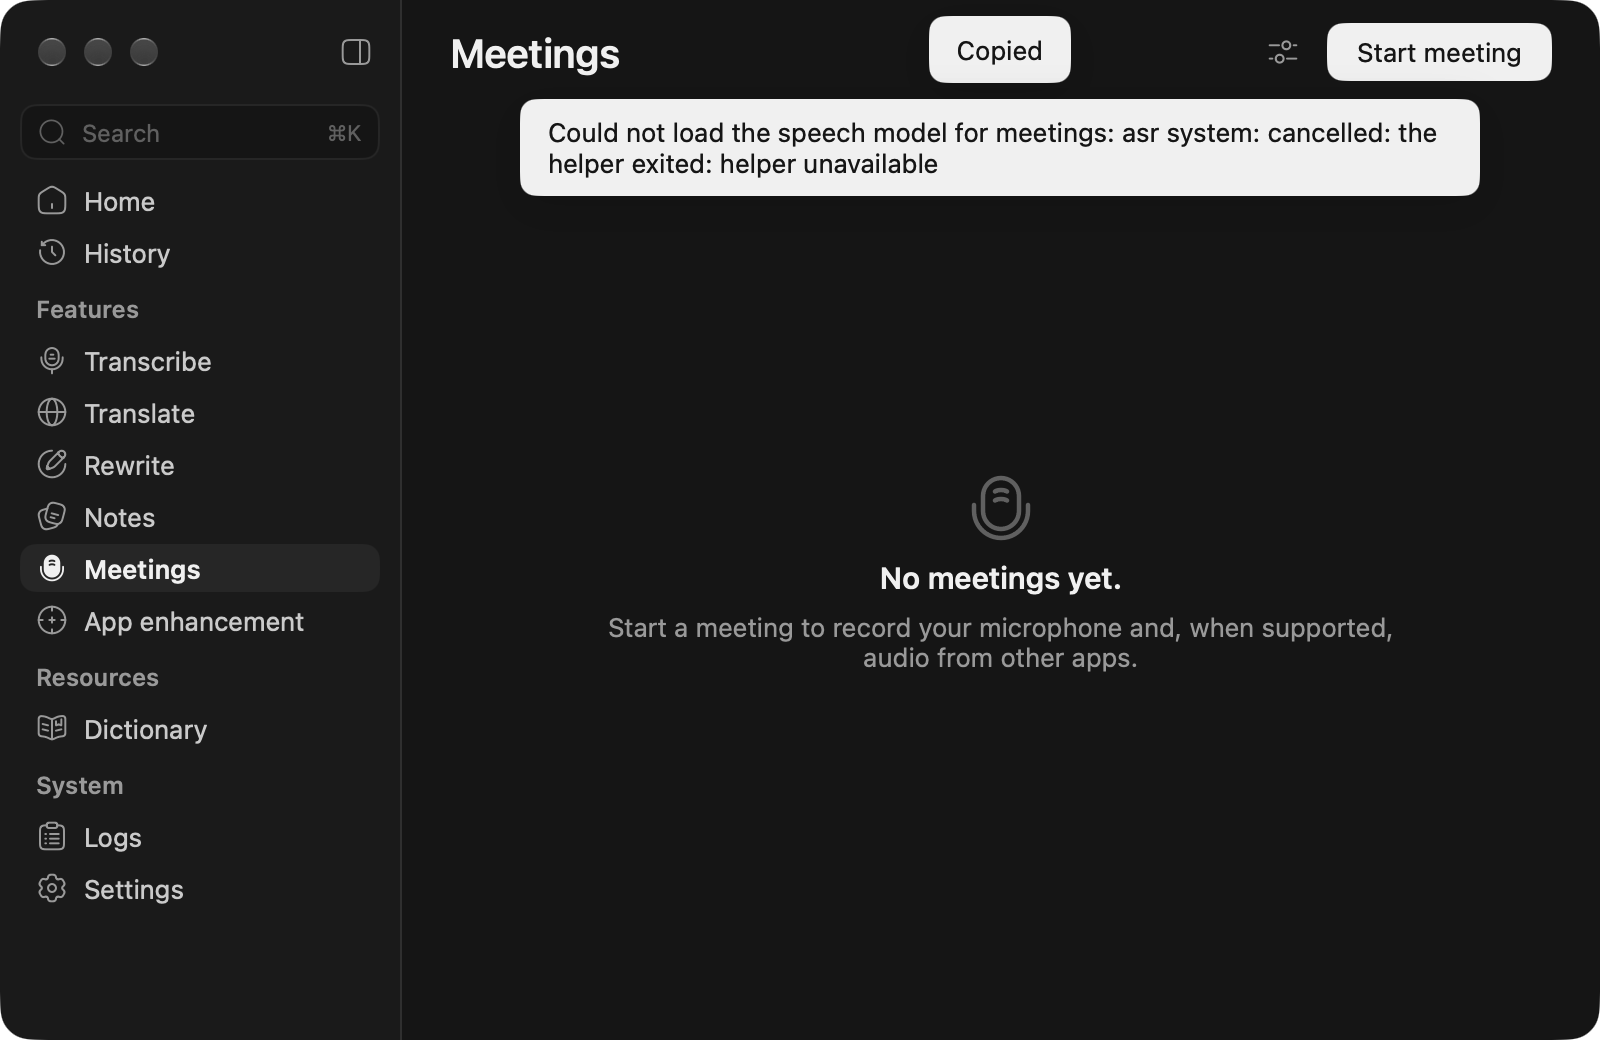 Search ⌘K
Home
History
Features
Transcribe
Translate
Rewrite
Notes
Meetings
App enhancement
Resources
Dictionary
System
Logs
Settings
Meetings
Copied
Start meeting
Could not load the speech model for meetings: asr system: cancelled: the
helper exited: helper unavailable
No meetings yet.
Start a meeting to record your microphone and, when supported,
audio from other apps.